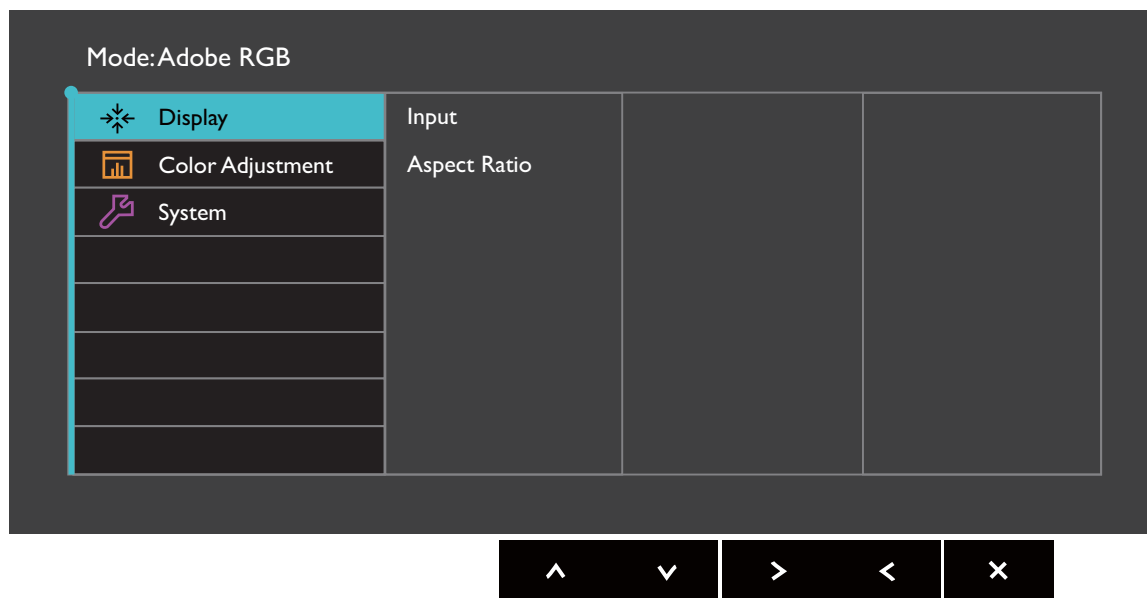 Mode: Adobe RGB
Display
Input
Color Adjustment
Aspect Ratio
System